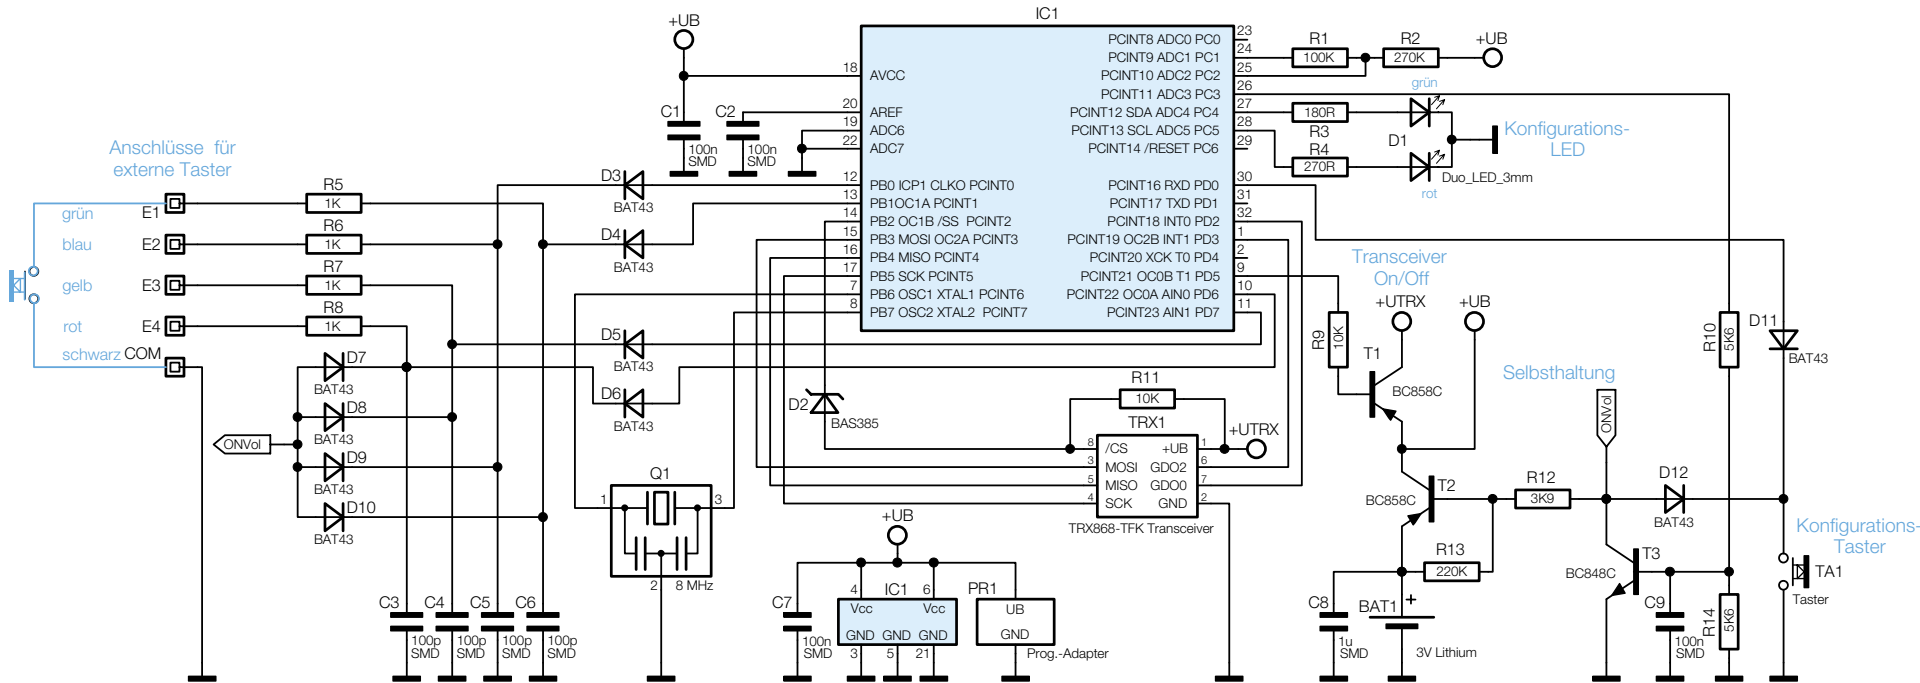 IC1
+UB
18 AVCC
20 AREF
19 ADC6
22 ADC7
12 PB0 ICP1 CLKO PCINT0
13 PB1OC1A PCINT1
14 PB2 OC1B /SS PCINT2
15 PB3 MOSI OC2A PCINT3
16 PB4 MISO PCINT4
17 PB5 SCK PCINT5
7 PB6 OSC1 XTAL1 PCINT6
8 PB7 OSC2 XTAL2 PCINT7
PCINT8 ADC0 PC0 23
PCINT9 ADC1 PC1 24
PCINT10 ADC2 PC2 25
PCINT11 ADC3 PC3 26
PCINT12 SDA ADC4 PC4 27
PCINT13 SCL ADC5 PC5 28
PCINT14 /RESET PC6 29
PCINT16 RXD PD0 30
PCINT17 TXD PD1 31
PCINT18 INT0 PD2 32
PCINT19 OC2B INT1 PD3 1
PCINT20 XCK T0 PD4 2
PCINT21 OC0B T1 PD5 9
PCINT22 OC0A AIN0 PD6 10
PCINT23 AIN1 PD7 11
C1
100n
SMD
C2
100n
SMD
R1
100K
R2
270K
+UB
grün
180R
R3
R4
270R
D1
Duo_LED_3mm
rot
Konfigurations-
LED
Anschlüsse für
externe Taster
grün
E1
R5
1K
blau
E2
R6
1K
gelb
E3
R7
1K
rot
E4
R8
1K
schwarz COM
D3
BAT43
D4
BAT43
D5
BAT43
D6
BAT43
D7
BAT43
D8
BAT43
D9
BAT43
D10
BAT43
ONVol
C3
100p
SMD
C4
100p
SMD
C5
100p
SMD
C6
100p
SMD
Q1
1
3
2
8 MHz
D2
BAS385
R11
10K
TRX1
+UTRX
8 /CS
3 MOSI
5 MISO
4 SCK
+UB 1
GDO2 6
GDO0 7
GND 2
TRX868-TFK Transceiver
+UB
C7
100n
SMD
4
IC1
6
Vcc
Vcc
GND
GND
GND
3
5
21
PR1
UB
GND
Prog.-Adapter
Transceiver
On/Off
+UTRX
+UB
R9
10K
T1
BC858C
T2
BC858C
R12
3K9
R13
220K
C8
1u
SMD
BAT1
+
3V Lithium
Selbsthaltung
ONVol
D12
BAT43
T3
BC848C
C9
100n
SMD
R10
5K6
R14
5K6
D11
BAT43
Konfigurations-
Taster
TA1
Taster